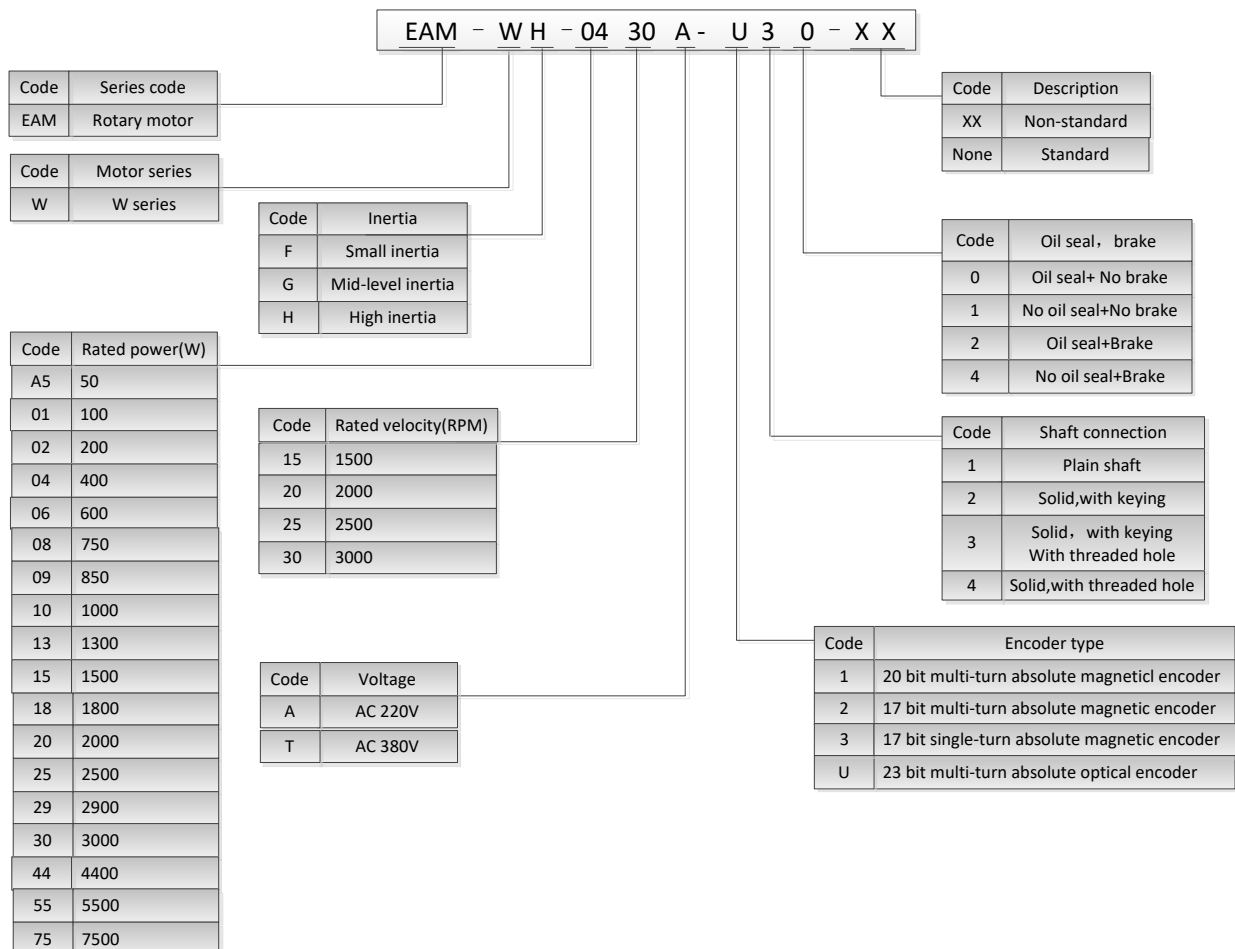 EAM - W H - 04 30 A - U 3 0 - X X
Code Series code
EAM Rotary motor
Code Motor series
W W series
Code Inertia
F Small inertia
G Mid-level inertia
H High inertia
Code Rated power(W)
A5 50
01 100
02 200
04 400
06 600
08 750
09 850
10 1000
13 1300
15 1500
18 1800
20 2000
25 2500
29 2900
30 3000
44 4400
55 5500
75 7500
Code Rated velocity(RPM)
15 1500
20 2000
25 2500
30 3000
Code Voltage
A AC 220V
T AC 380V
Code Description
XX Non-standard
None Standard
Code Oil seal，brake
0 Oil seal+ No brake
1 No oil seal+No brake
2 Oil seal+Brake
4 No oil seal+Brake
Code Shaft connection
1 Plain shaft
2 Solid,with keying
3 Solid，with keying
With threaded hole
4 Solid,with threaded hole
Code Encoder type
1 20 bit multi-turn absolute magneticl encoder
2 17 bit multi-turn absolute magnetic encoder
3 17 bit single-turn absolute magnetic encoder
U 23 bit multi-turn absolute optical encoder